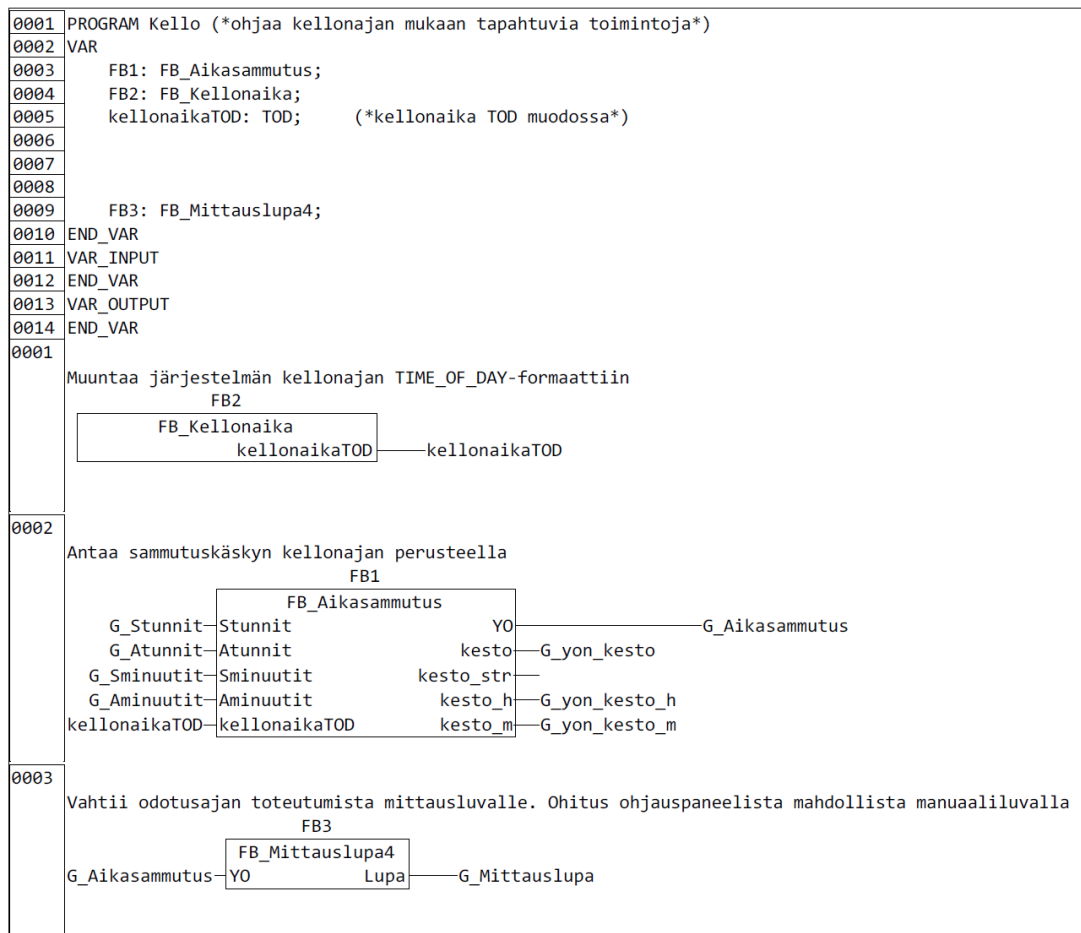 0001 PROGRAM Kello (*ohjaa kellonajan mukaan tapahtuvia toimintoja*)
0002 VAR
0003 FB1: FB_Aikasammutus;
0004 FB2: FB_Kellonaika;
0005 kellonaikaTOD: TOD; (*kellonaika TOD muodossa*)
0006
0007
0008
0009 FB3: FB_Mittauslupa4;
0010 END_VAR
0011 VAR_INPUT
0012 END_VAR
0013 VAR_OUTPUT
0014 END_VAR
0001
Muuntaa järjestelmän kellonajan TIME_OF_DAY-formaattiin
FB2
FB_Kellonaika
kellonaikaTOD kellonaikaTOD
0002
Antaa sammutuskäskyn kellonajan perusteella
FB1
FB_Aikasammutus
G_Stunnit Stunnit YO G_Aikasammutus
G_Atunnit Atunnit kesto G_yon_kesto
G_Sminuutit Sminuutit kesto_str
G_Aminuutit Aminuutit kesto_h G_yon_kesto_h
kellonaikaTOD kellonaikaTOD kesto_m G_yon_kesto_m
0003
Vahtii odotusajan toteutumista mittausluvalle. Ohitus ohjauspaneelista mahdollista manuaaliluvalla
FB3
FB_Mittauslupa4
G_Aikasammutus YO Lupa G_Mittauslupa